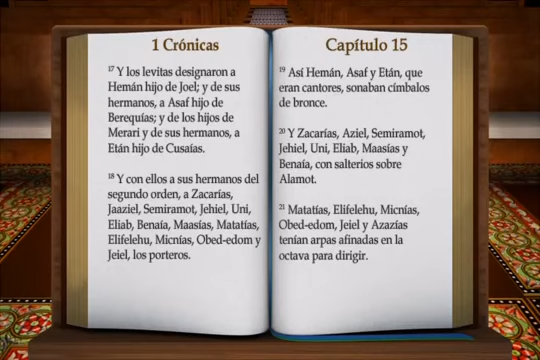 1 Crónicas
17 Y los levitas designaron a
Hemán hijo de Joel; y de sus
hermanos, a Asaf hijo de
Berequías; y de los hijos de
Merari y de sus hermanos, a
Etán hijo de Cusaías.
18 Y con ellos a sus hermanos del
segundo orden, a Zacarías,
Jaaziel, Semiramot, Jehiel, Uni,
Eliab, Benaía, Maasías, Matatías,
Elifelehu, Micnías, Obed-edom y
Jeiel, los porteros.
Capítulo 15
19 Así Hemán, Asaf y Etán, que
eran cantores, sonaban címbalos
de bronce.
20 Y Zacarías, Aziel, Semiramot,
Jehiel, Uni, Eliab, Maasías y
Benaía, con salterios sobre
Alamot.
21 Matatías, Elifelehu, Micnías,
Obed-edom, Jeiel y Azazías
tenían arpas afinadas en la
octava para dirigir.